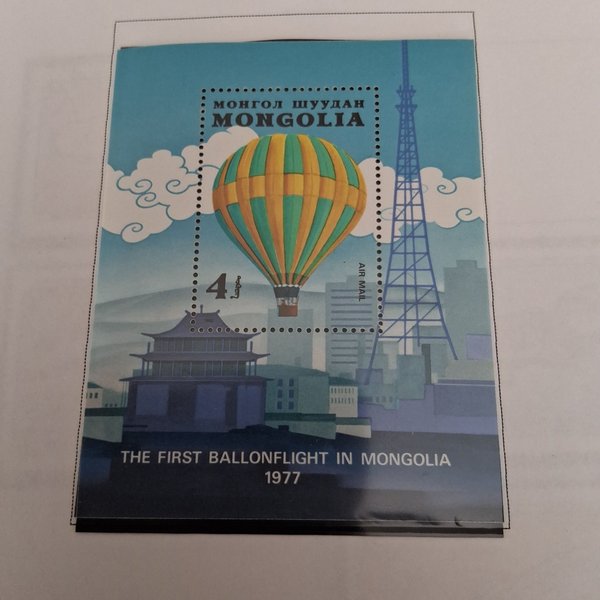 МОНГОЛ ШУУДАН
MONGOLIA
4
AIR MAIL
THE FIRST BALLONFLIGHT IN MONGOLIA
1977